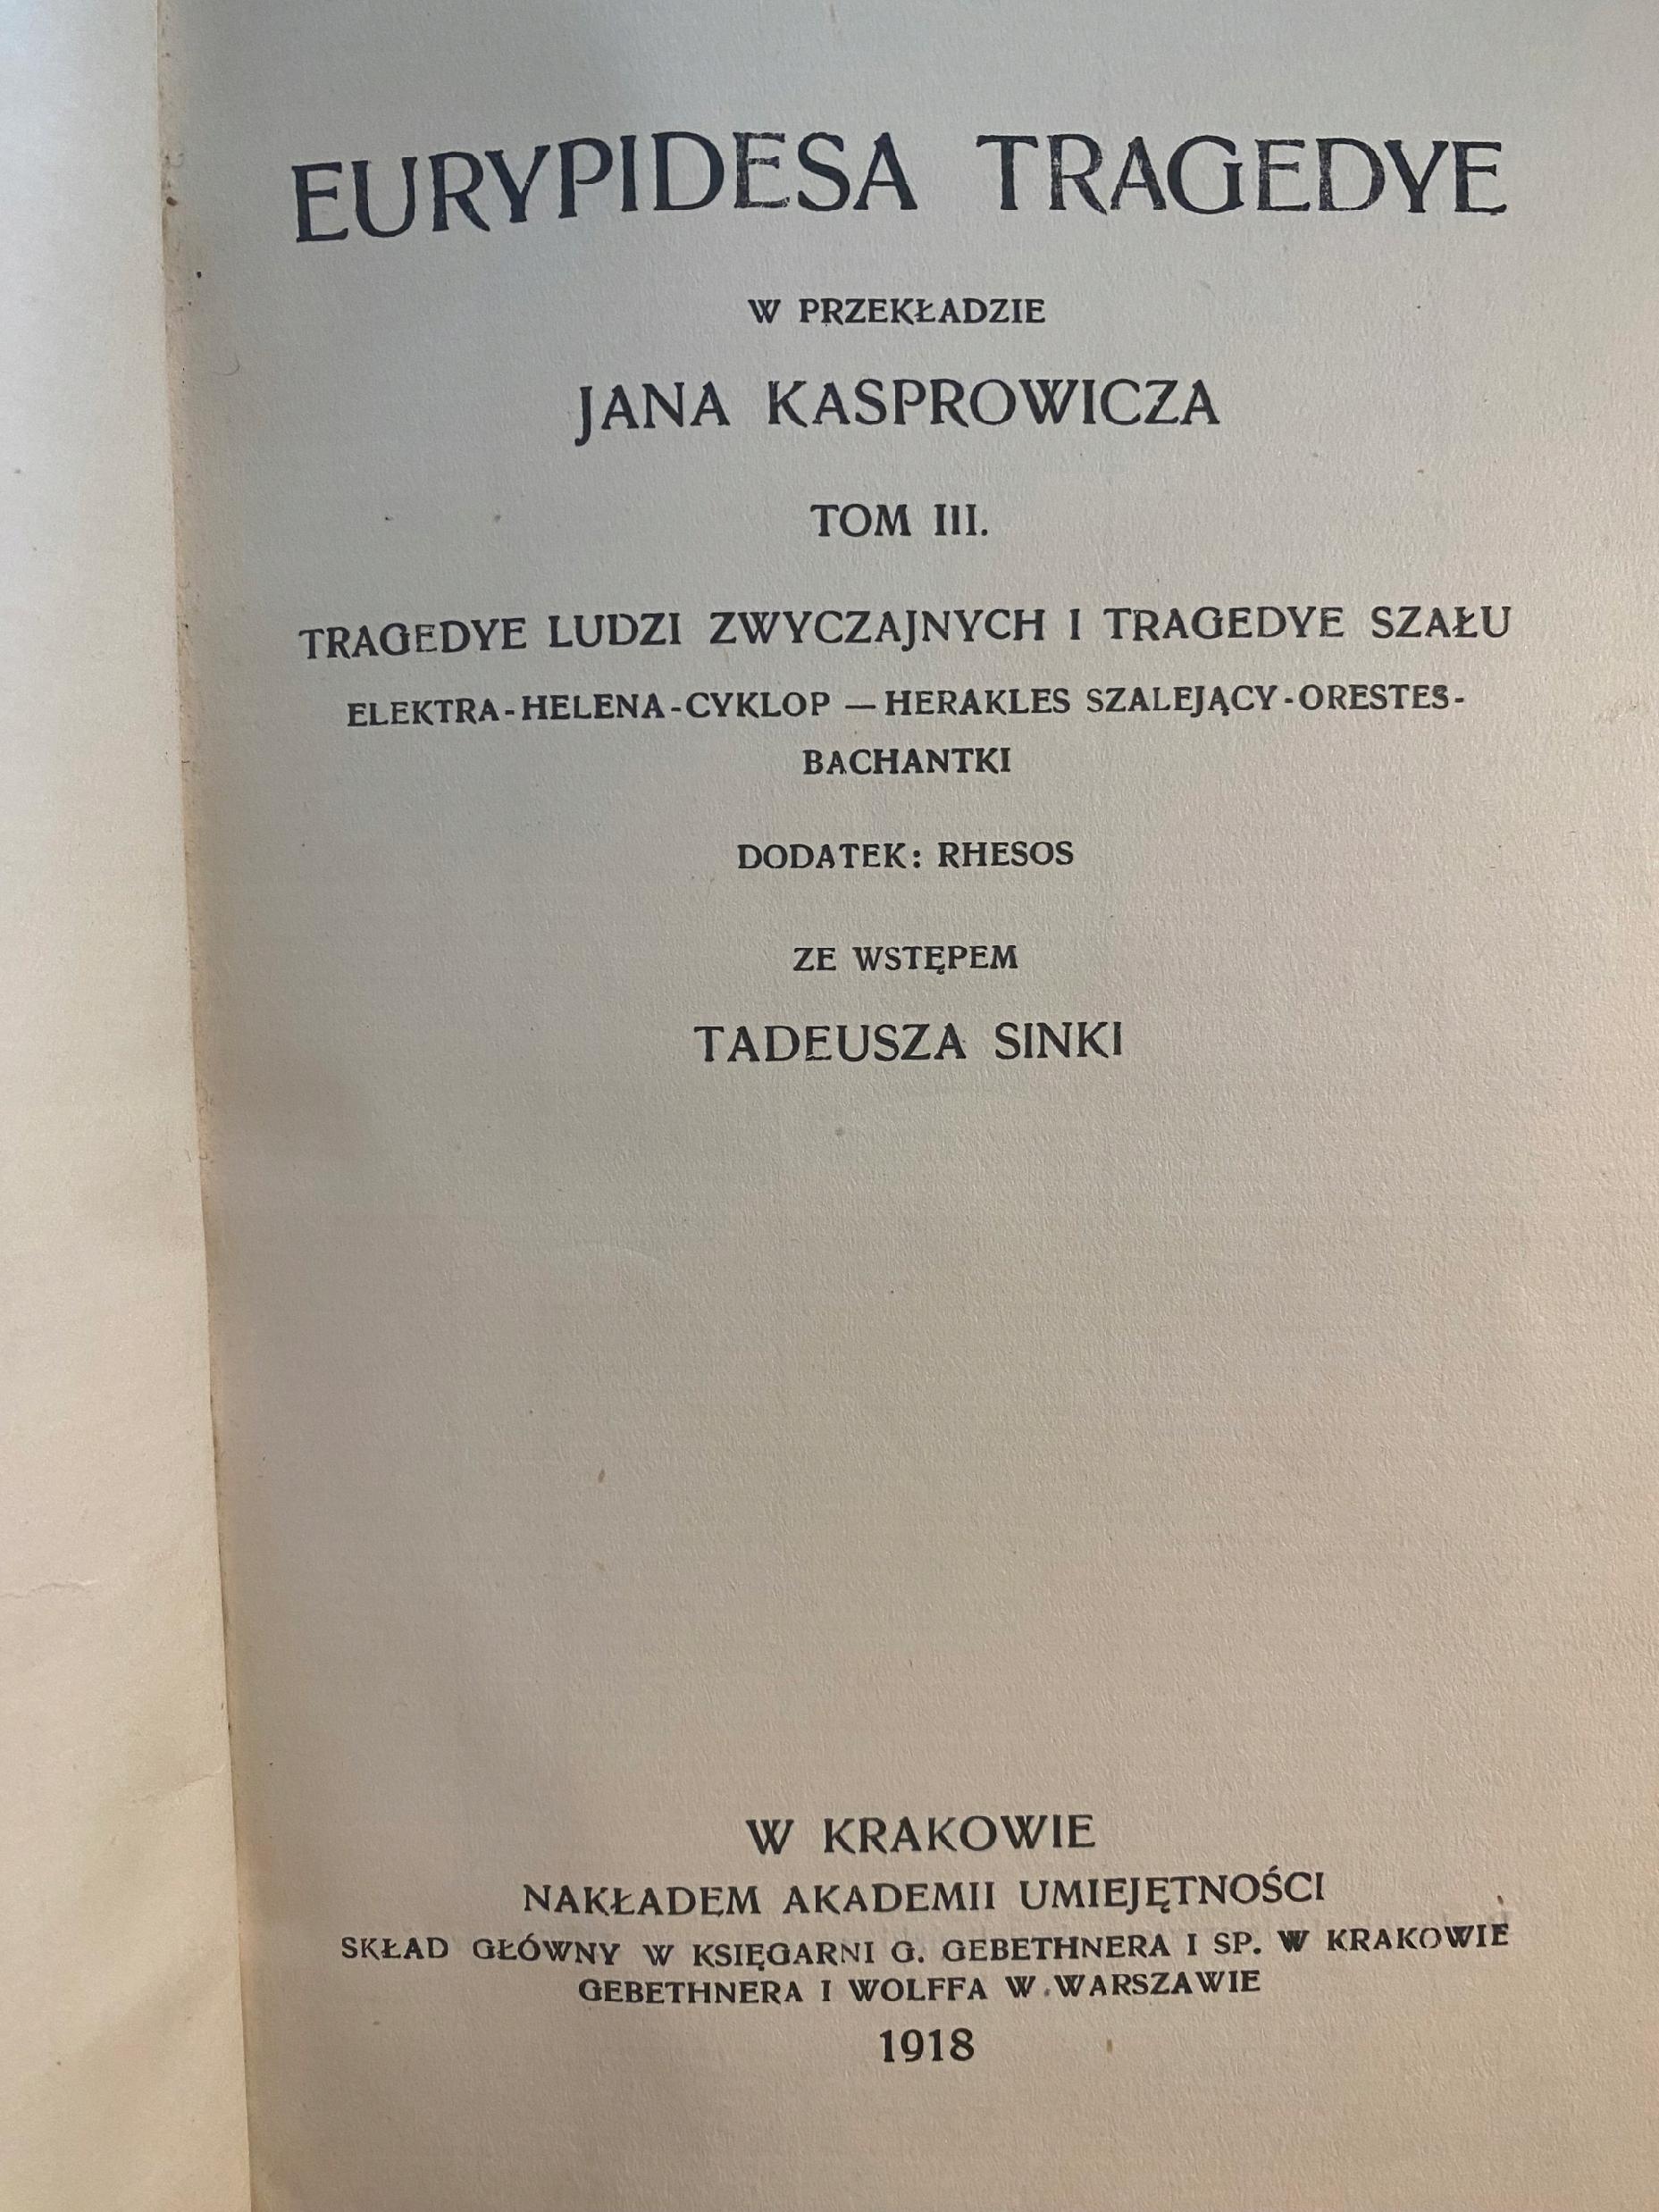 EURYPIDESA TRAGEDYE
W PRZEKŁADZIE
JANA KASPROWICZA
TOM III.
TRAGEDYE LUDZI ZWYCZAJNYCH I TRAGEDYE SZAŁU
ELEKTRA-HELENA-CYKLOP — HERAKLES SZALEJĄCY-ORESTES-
BACHANTKI
DODATEK: RHESOS
ZE WSTĘPEM
TADEUSZA SINKI
W KRAKOWIE
NAKŁADEM AKADEMII UMIEJĘTNOŚCI
SKŁAD GŁÓWNY W KSIĘGARNI G. GEBETHNERA I SP. W KRAKOWIE
GEBETHNERA I WOLFFA W WARSZAWIE
1918